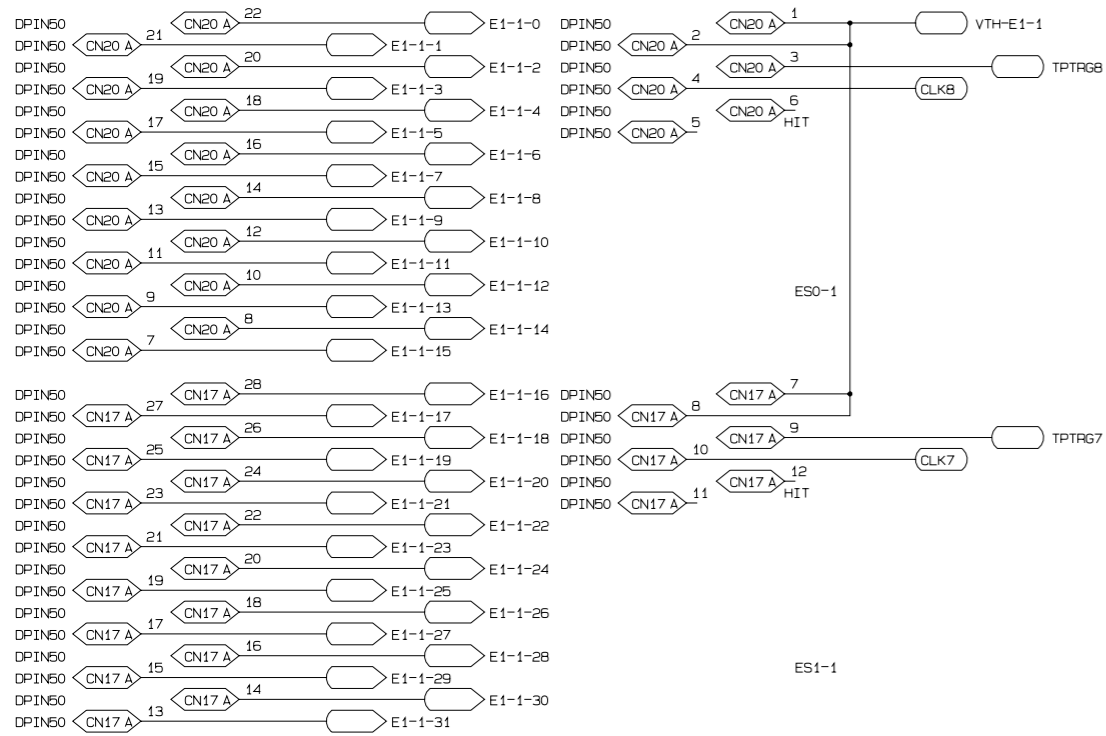 DPIN50 CN20 A 22 E1-1-0
DPIN50 CN20 A 21 E1-1-1
DPIN50 CN20 A 20 E1-1-2
DPIN50 CN20 A 19 E1-1-3
DPIN50 CN20 A 18 E1-1-4
DPIN50 CN20 A 17 E1-1-5
DPIN50 CN20 A 16 E1-1-6
DPIN50 CN20 A 15 E1-1-7
DPIN50 CN20 A 14 E1-1-8
DPIN50 CN20 A 13 E1-1-9
DPIN50 CN20 A 12 E1-1-10
DPIN50 CN20 A 11 E1-1-11
DPIN50 CN20 A 10 E1-1-12
DPIN50 CN20 A 9 E1-1-13
DPIN50 CN20 A 8 E1-1-14
DPIN50 CN20 A 7 E1-1-15
DPIN50 CN17 A 28 E1-1-16
DPIN50 CN17 A 27 E1-1-17
DPIN50 CN17 A 26 E1-1-18
DPIN50 CN17 A 25 E1-1-19
DPIN50 CN17 A 24 E1-1-20
DPIN50 CN17 A 23 E1-1-21
DPIN50 CN17 A 22 E1-1-22
DPIN50 CN17 A 21 E1-1-23
DPIN50 CN17 A 20 E1-1-24
DPIN50 CN17 A 19 E1-1-25
DPIN50 CN17 A 18 E1-1-26
DPIN50 CN17 A 17 E1-1-27
DPIN50 CN17 A 16 E1-1-28
DPIN50 CN17 A 15 E1-1-29
DPIN50 CN17 A 14 E1-1-30
DPIN50 CN17 A 13 E1-1-31
DPIN50 CN20 A 1 VTH-E1-1
DPIN50 CN20 A 2
DPIN50 CN20 A 3 TPTRG8
DPIN50 CN20 A 4 CLK8
DPIN50 CN20 A 6 HIT
DPIN50 CN20 A 5
ES0-1
DPIN50 CN17 A 7
DPIN50 CN17 A 8
DPIN50 CN17 A 9 TPTRG7
DPIN50 CN17 A 10 CLK7
DPIN50 CN17 A 12 HIT
DPIN50 CN17 A 11
ES1-1